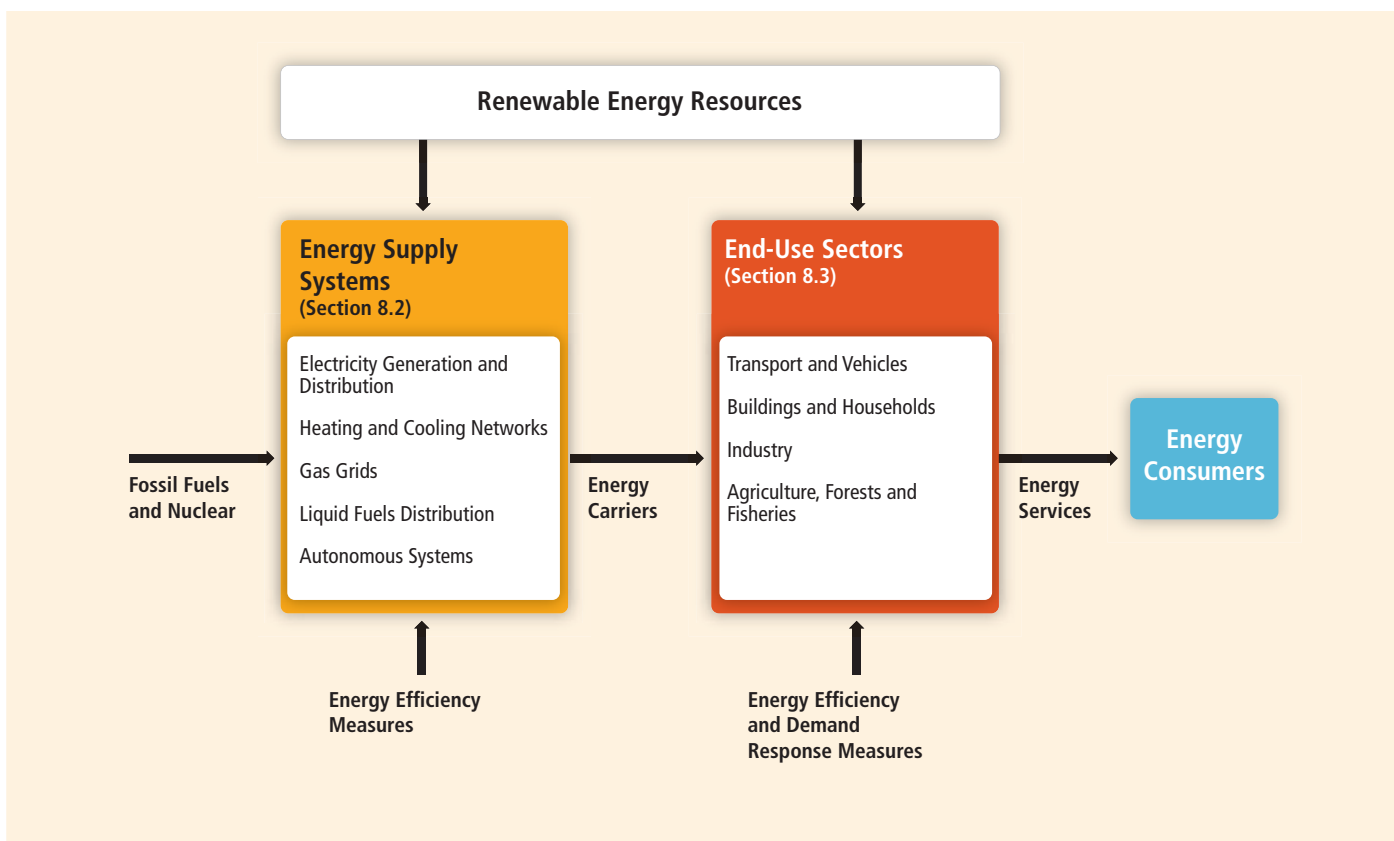 Renewable Energy Resources
Energy Supply
Systems
(Section 8.2)
Electricity Generation and
Distribution
Heating and Cooling Networks
Gas Grids
Liquid Fuels Distribution
Autonomous Systems
End-Use Sectors
(Section 8.3)
Transport and Vehicles
Buildings and Households
Industry
Agriculture, Forests and
Fisheries
Energy
Consumers
Fossil Fuels
and Nuclear
Energy
Carriers
Energy
Services
Energy Efficiency
Measures
Energy Efficiency
and Demand
Response Measures